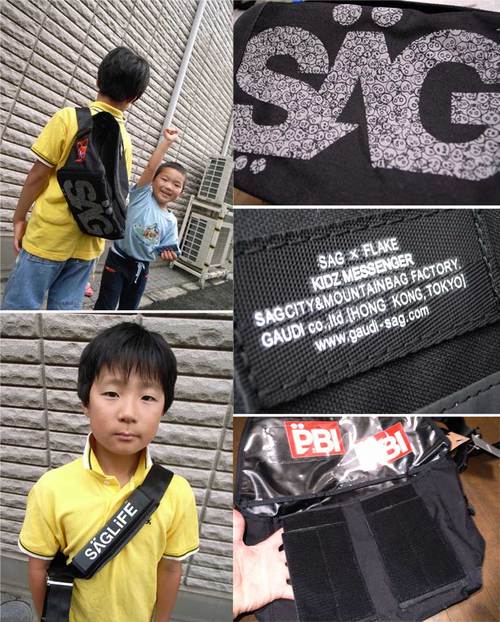 SÄG
SÄG
SAG × FLAKE
KIDZ MESSENGER
SAGCITY&MOUNTAINBAG FACTORY.
GAUDI co.,ltd.[HONG KONG,TOKYO]
www.gaudi-sag.com
SÄGLiFE
PBI
PBI